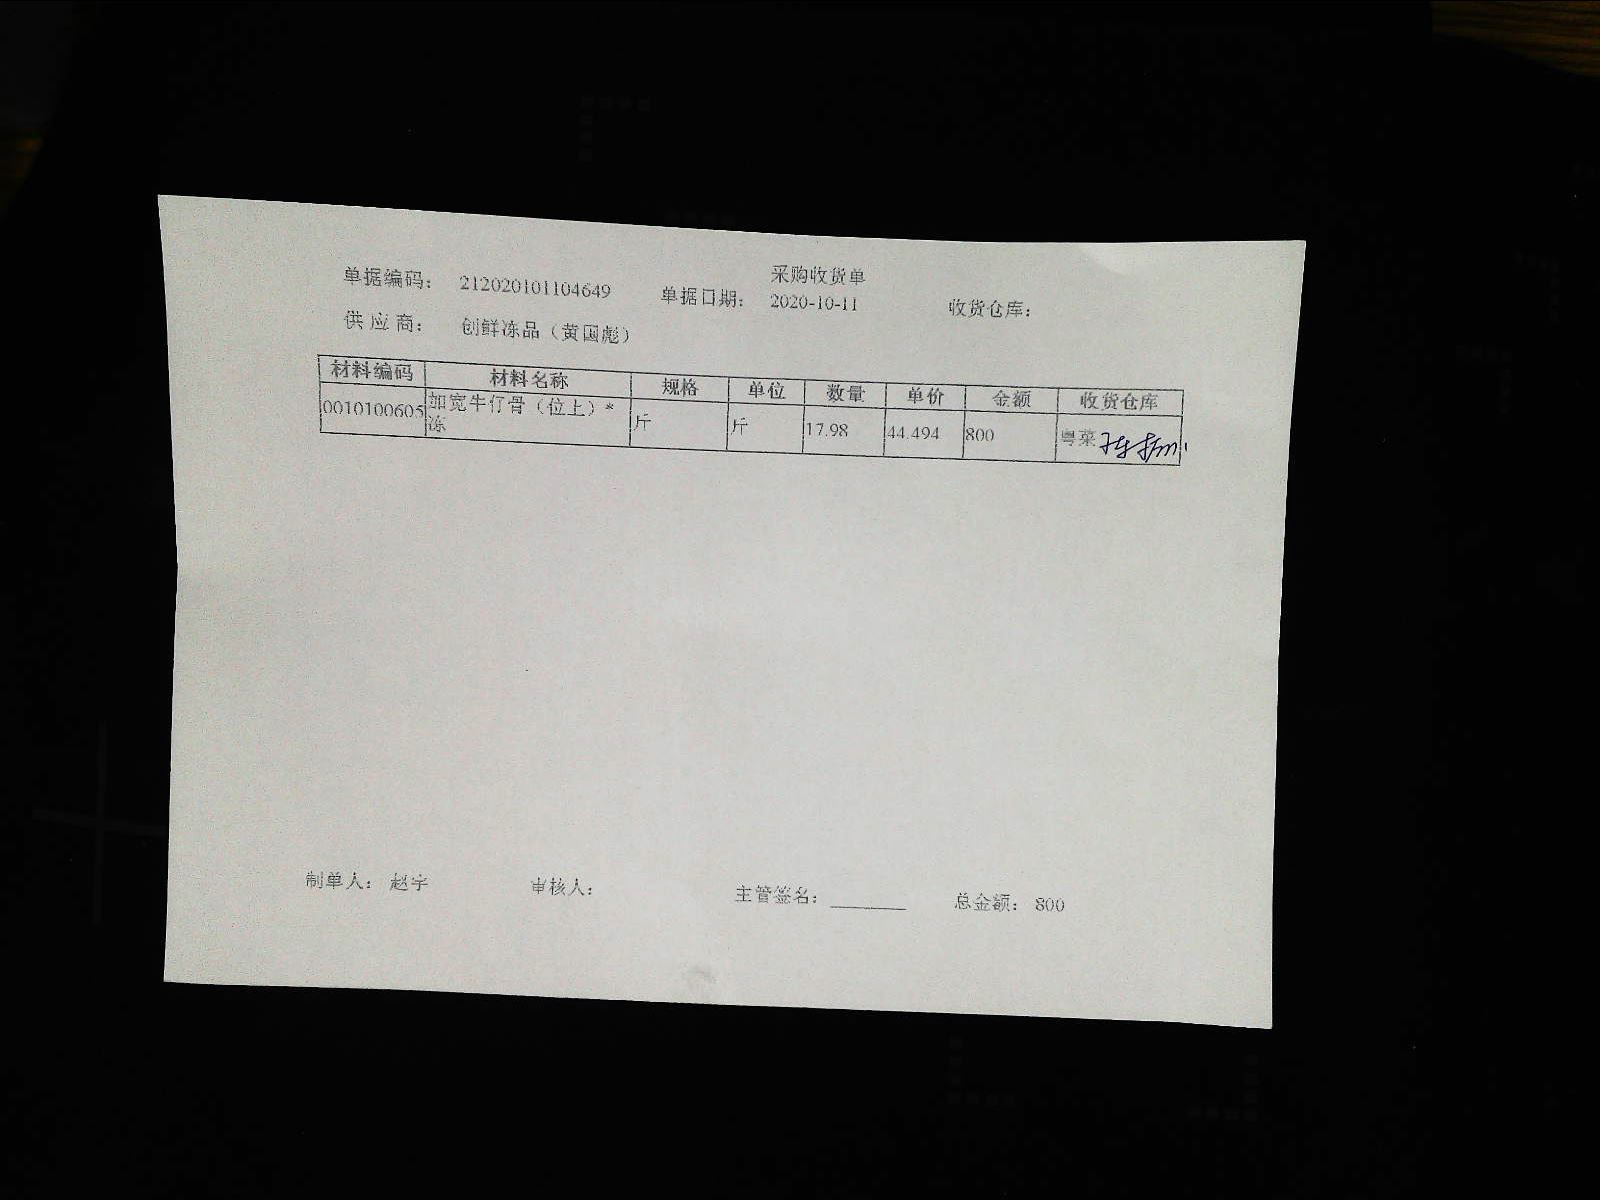 采购收货单
单据编码： 212020101104649 单据日期： 2020-10-11 收货仓库：
供 应 商： 创鲜冻品（黄国彪）
材料编码 材料名称 规格 单位 数量 单价 金额 收货仓库
0010100605 加宽牛仔骨（位上）* 斤 斤 17.98 44.494 800 粤菜
冻
制单人： 赵宇 审核人： 主管签名： ________ 总金额： 800